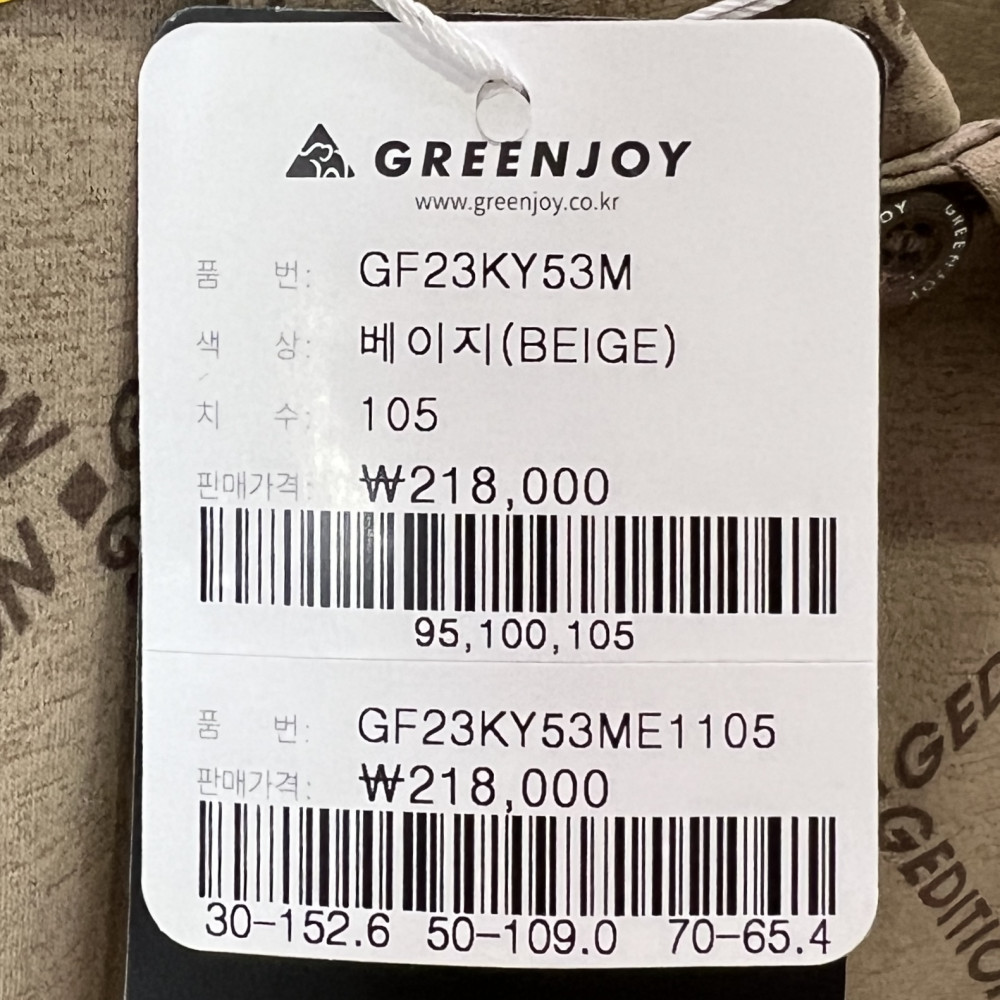 GREENJOY
www.greenjoy.co.kr
품 번: GF23KY53M
색 상: 베이지(BEIGE)
치 수: 105
판매가격: ₩218,000
95,100,105
품 번: GF23KY53ME1105
판매가격: ₩218,000
30-152.6 50-109.0 70-65.4